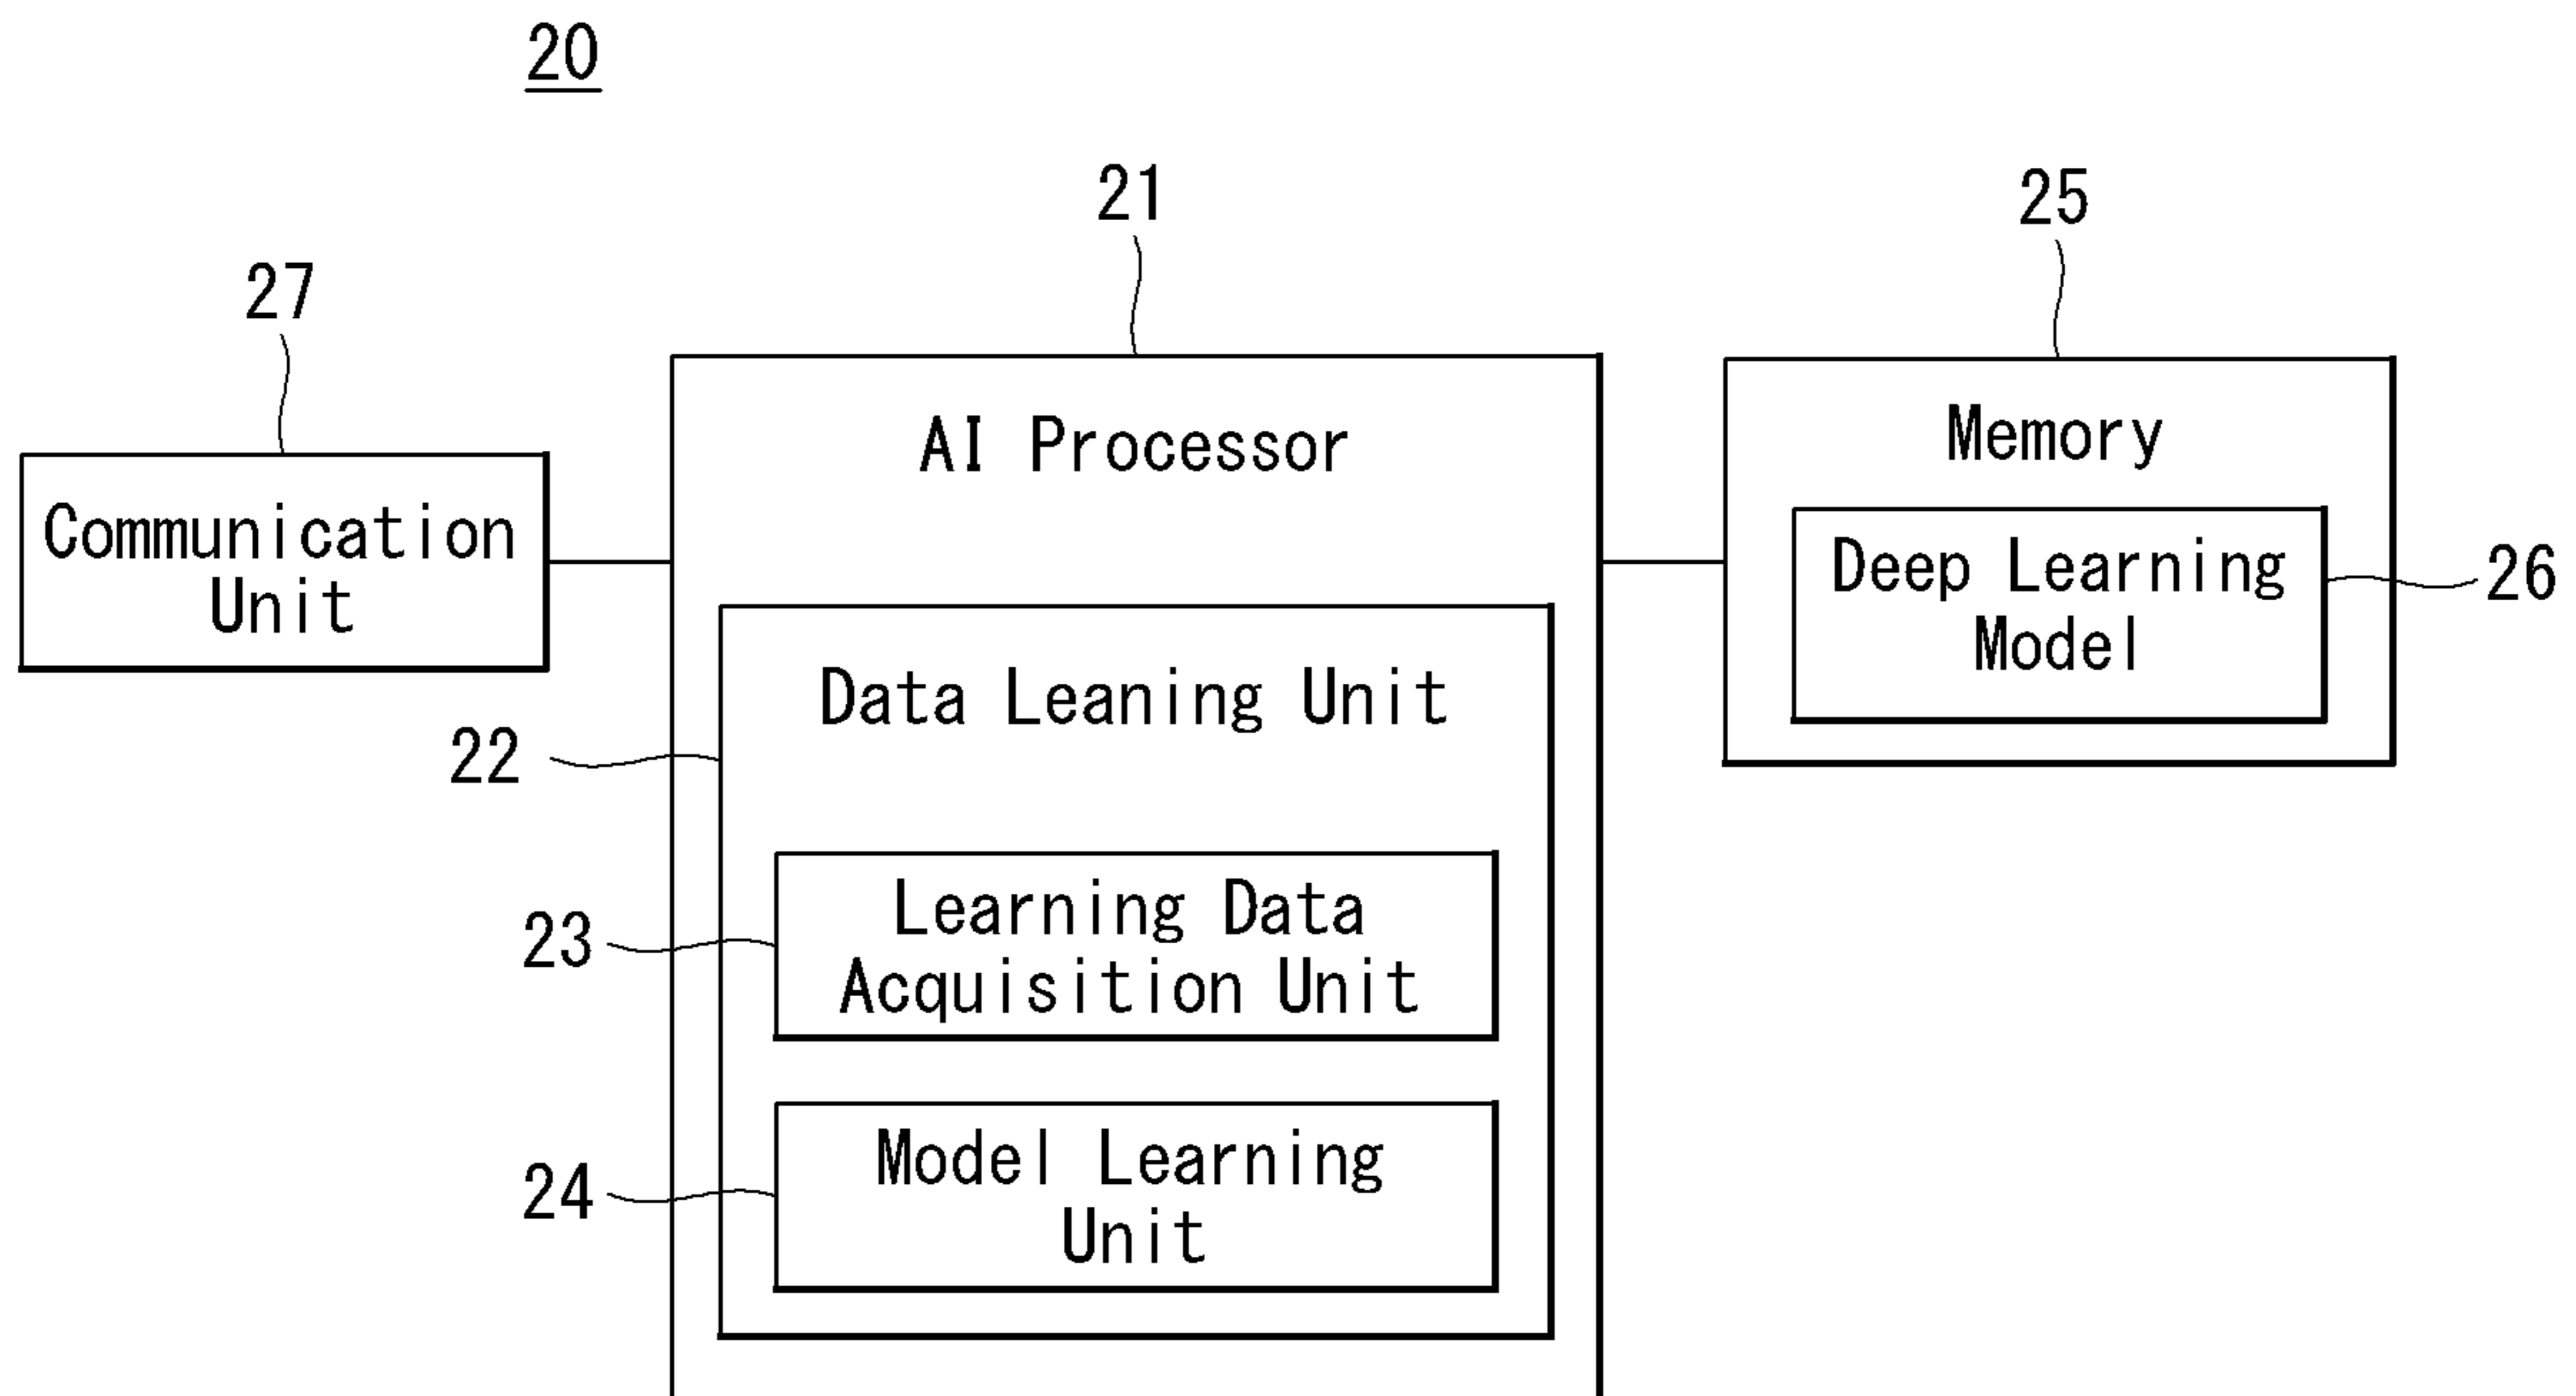 20
21
25
27
AI Processor
Memory
Communication
Unit
Deep Learning
Model
26
Data Leaning Unit
22
Learning Data
Acquisition Unit
23
Model Learning
Unit
24